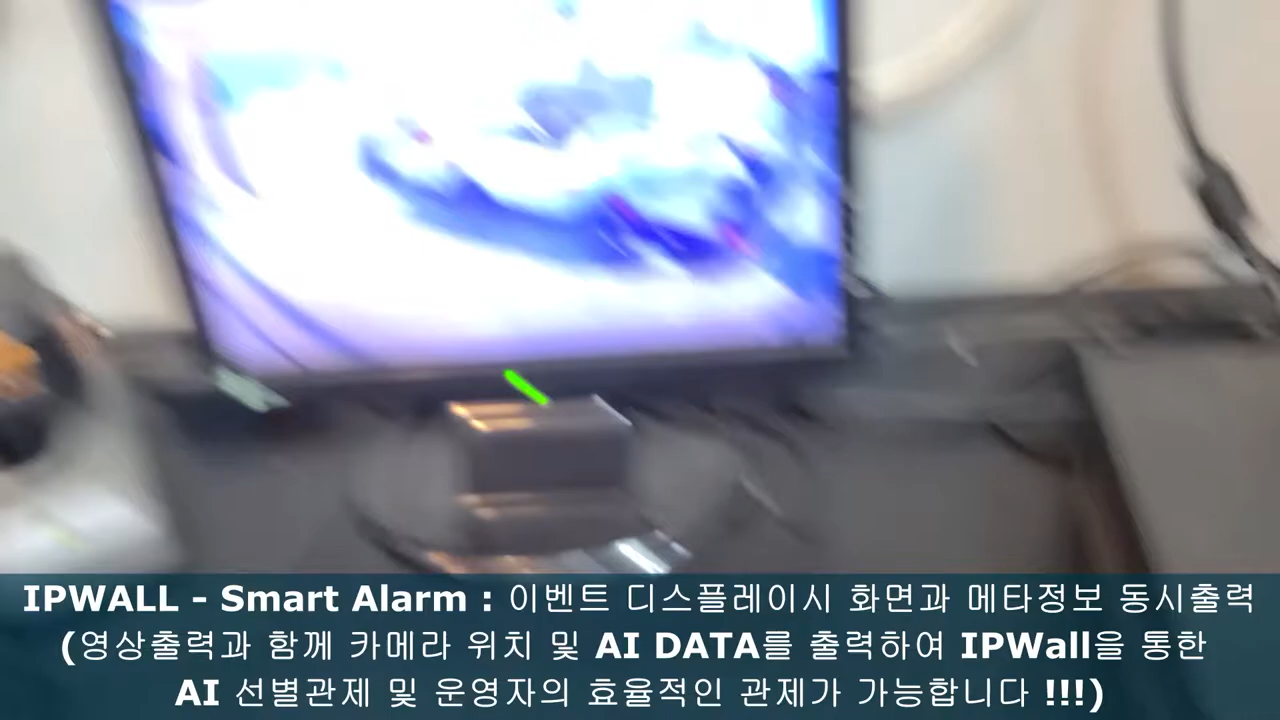 IPWALL - Smart Alarm : 이벤트 디스플레이시 화면과 메타정보 동시출력
(영상출력과 함께 카메라 위치 및 AI DATA를 출력하여 IPWall을 통한
AI 선별관제 및 운영자의 효율적인 관제가 가능합니다 !!!)